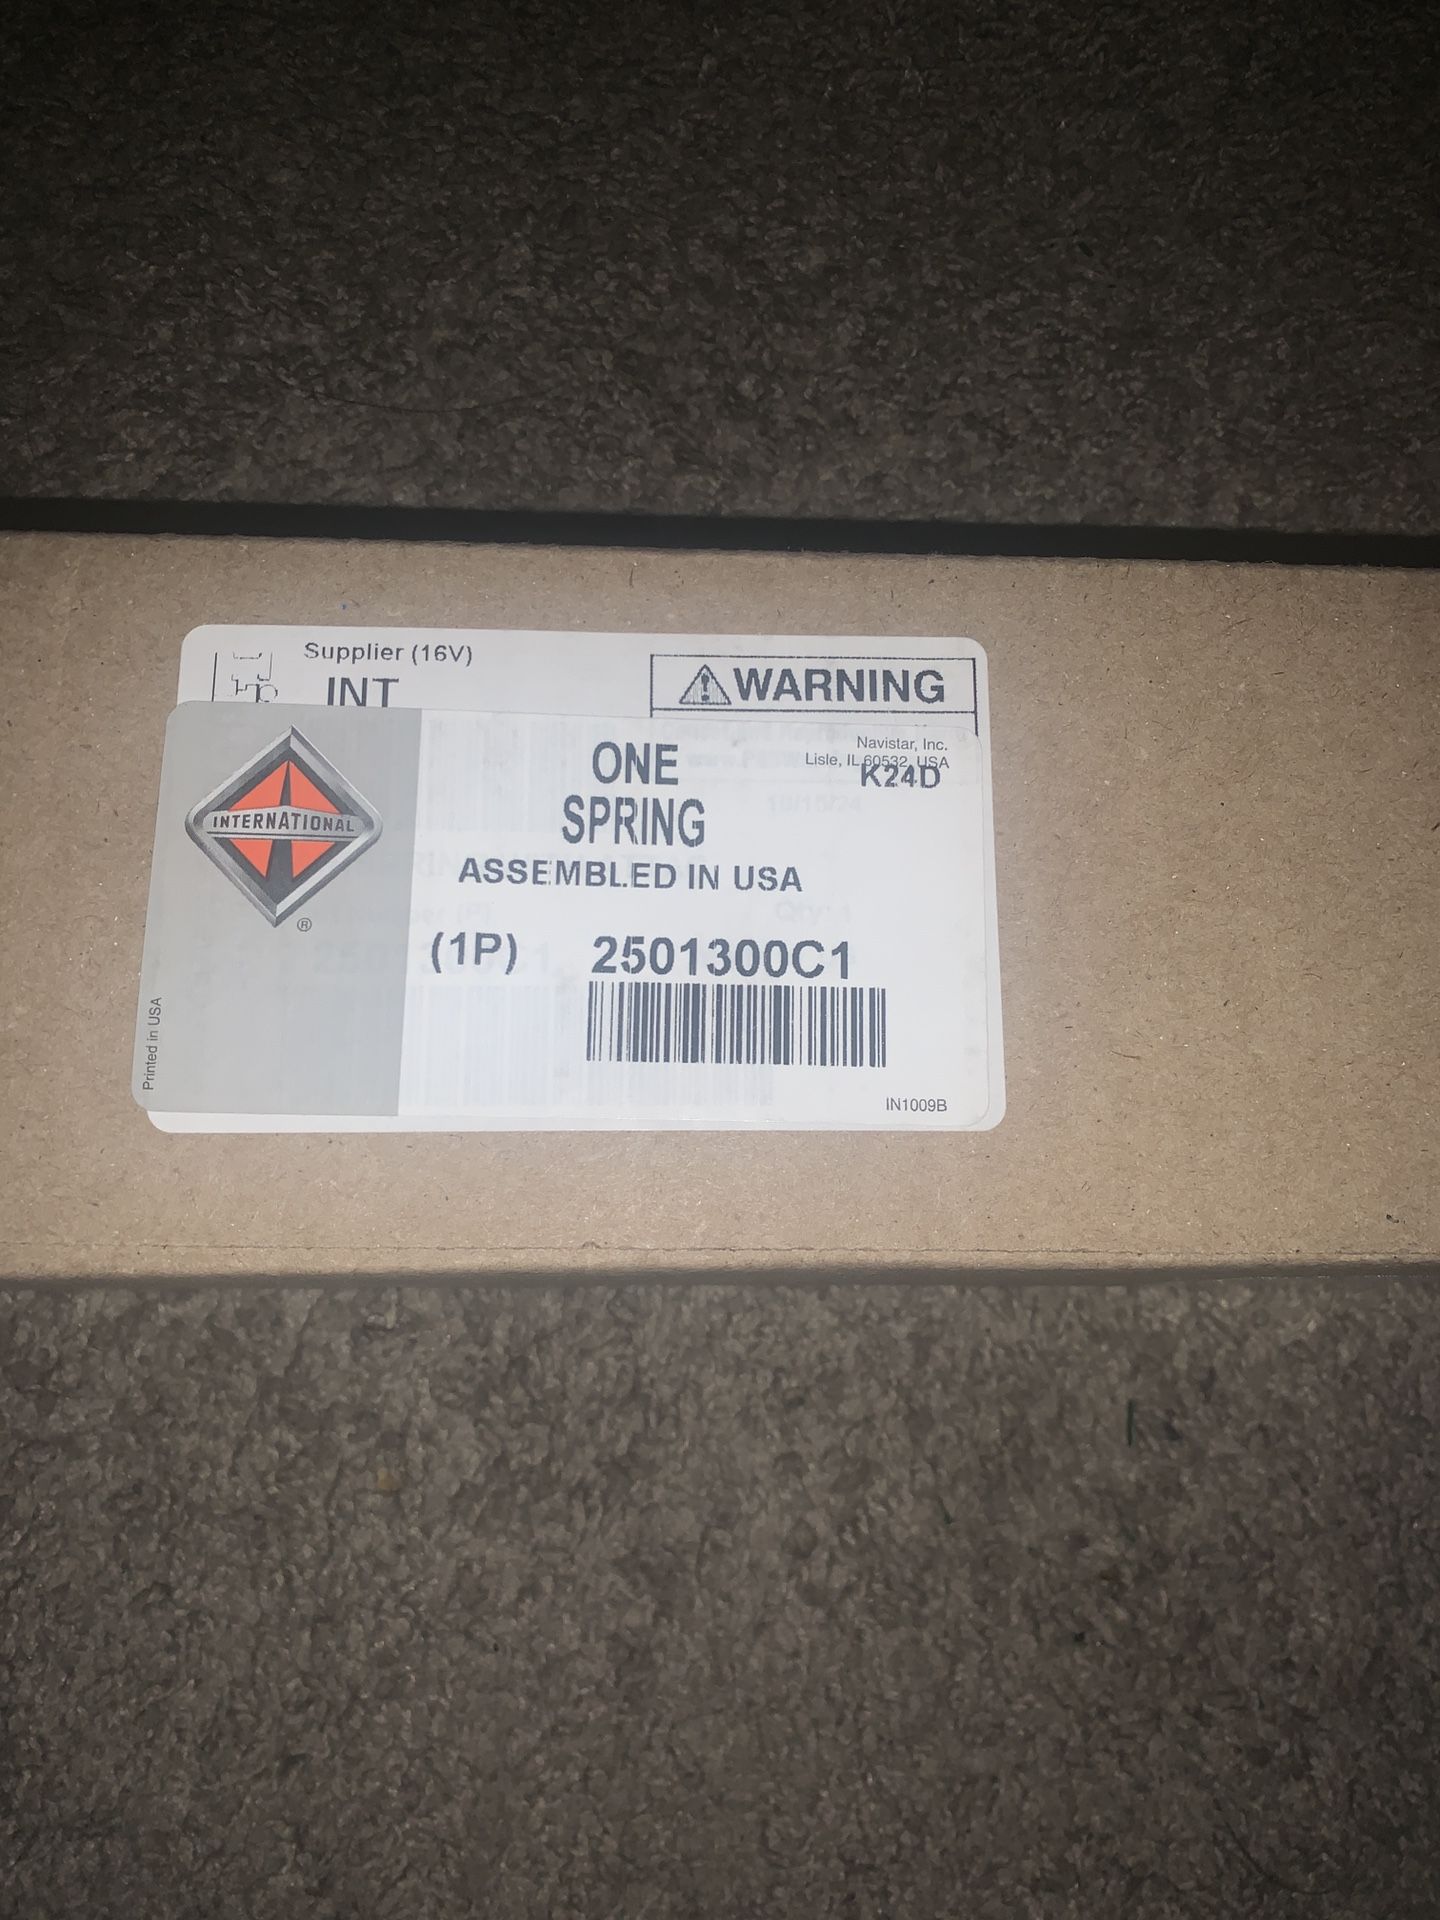 Supplier (16V)
INT
WARNING
INTERNATIONAL
®
Printed in USA
Navistar, Inc.
Lisle, IL 60532, USA
K24D
ONE
SPRING
ASSEMBLED IN USA
(1P) 2501300C1
IN1009B